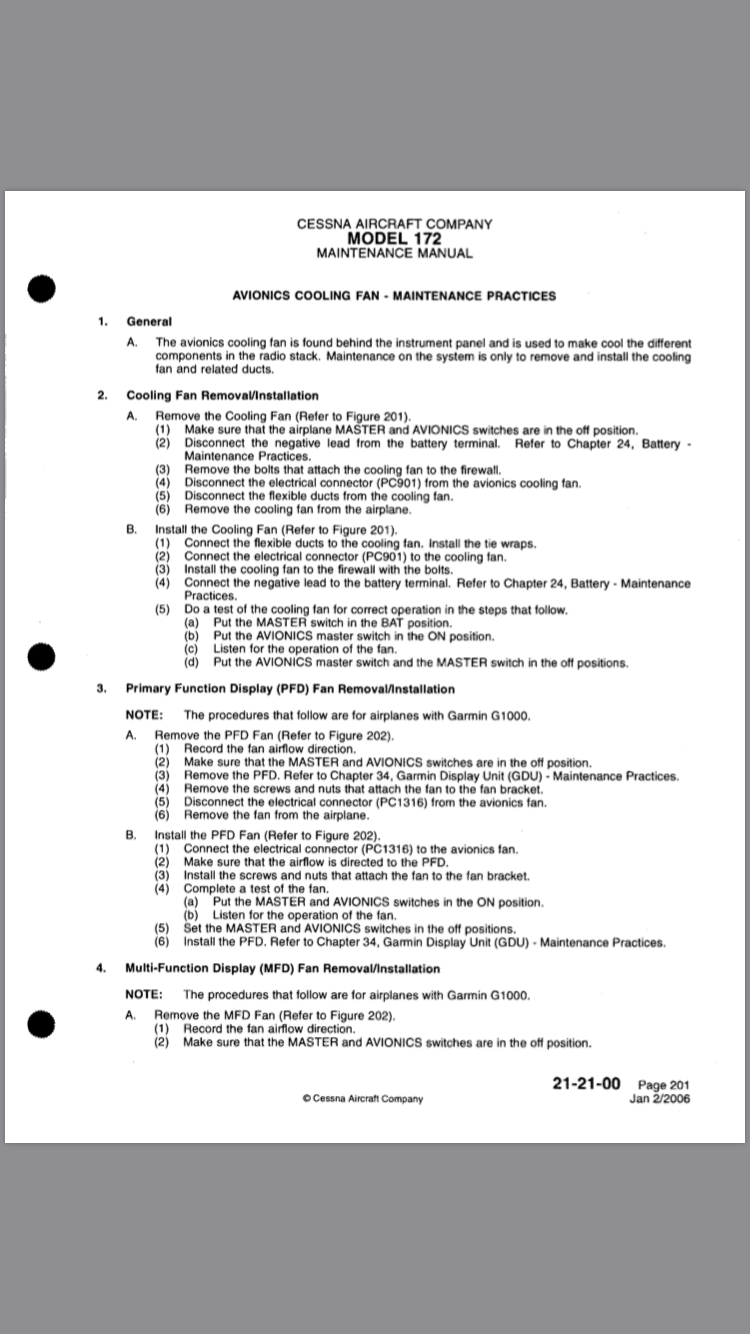 CESSNA AIRCRAFT COMPANY
MODEL 172
MAINTENANCE MANUAL
AVIONICS COOLING FAN - MAINTENANCE PRACTICES
1. General
A. The avionics cooling fan is found behind the instrument panel and is used to make cool the different
components in the radio stack. Maintenance on the system is only to remove and install the cooling
fan and related ducts.
2. Cooling Fan Removal/Installation
A. Remove the Cooling Fan (Refer to Figure 201).
(1) Make sure that the airplane MASTER and AVIONICS switches are in the off position.
(2) Disconnect the negative lead from the battery terminal. Refer to Chapter 24, Battery -
Maintenance Practices.
(3) Remove the bolts that attach the cooling fan to the firewall.
(4) Disconnect the electrical connector (PC901) from the avionics cooling fan.
(5) Disconnect the flexible ducts from the cooling fan.
(6) Remove the cooling fan from the airplane.
B. Install the Cooling Fan (Refer to Figure 201).
(1) Connect the flexible ducts to the cooling fan. Install the tie wraps.
(2) Connect the electrical connector (PC901) to the cooling fan.
(3) Install the cooling fan to the firewall with the bolts.
(4) Connect the negative lead to the battery terminal. Refer to Chapter 24, Battery - Maintenance
Practices.
(5) Do a test of the cooling fan for correct operation in the steps that follow.
(a) Put the MASTER switch in the BAT position.
(b) Put the AVIONICS master switch in the ON position.
(c) Listen for the operation of the fan.
(d) Put the AVIONICS master switch and the MASTER switch in the off positions.
3. Primary Function Display (PFD) Fan Removal/Installation
NOTE: The procedures that follow are for airplanes with Garmin G1000.
A. Remove the PFD Fan (Refer to Figure 202).
(1) Record the fan airflow direction.
(2) Make sure that the MASTER and AVIONICS switches are in the off position.
(3) Remove the PFD. Refer to Chapter 34, Garmin Display Unit (GDU) - Maintenance Practices.
(4) Remove the screws and nuts that attach the fan to the fan bracket.
(5) Disconnect the electrical connector (PC1316) from the avionics fan.
(6) Remove the fan from the airplane.
B. Install the PFD Fan (Refer to Figure 202).
(1) Connect the electrical connector (PC1316) to the avionics fan.
(2) Make sure that the airflow is directed to the PFD.
(3) Install the screws and nuts that attach the fan to the fan bracket.
(4) Complete a test of the fan.
(a) Put the MASTER and AVIONICS switches in the ON position.
(b) Listen for the operation of the fan.
(5) Set the MASTER and AVIONICS switches in the off positions.
(6) Install the PFD. Refer to Chapter 34, Garmin Display Unit (GDU) - Maintenance Practices.
4. Multi-Function Display (MFD) Fan Removal/Installation
NOTE: The procedures that follow are for airplanes with Garmin G1000.
A. Remove the MFD Fan (Refer to Figure 202).
(1) Record the fan airflow direction.
(2) Make sure that the MASTER and AVIONICS switches are in the off position.
21-21-00 Page 201
© Cessna Aircraft Company Jan 2/2006